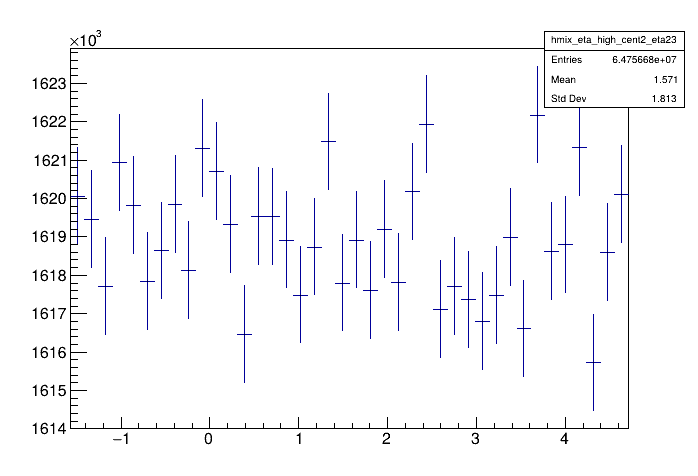 ×10³
hmix_eta_high_cent2_eta23
Entries 6.475668e+07
Mean 1.571
Std Dev 1.813
1623
1622
1621
1620
1619
1618
1617
1616
1615
1614
−1 0 1 2 3 4